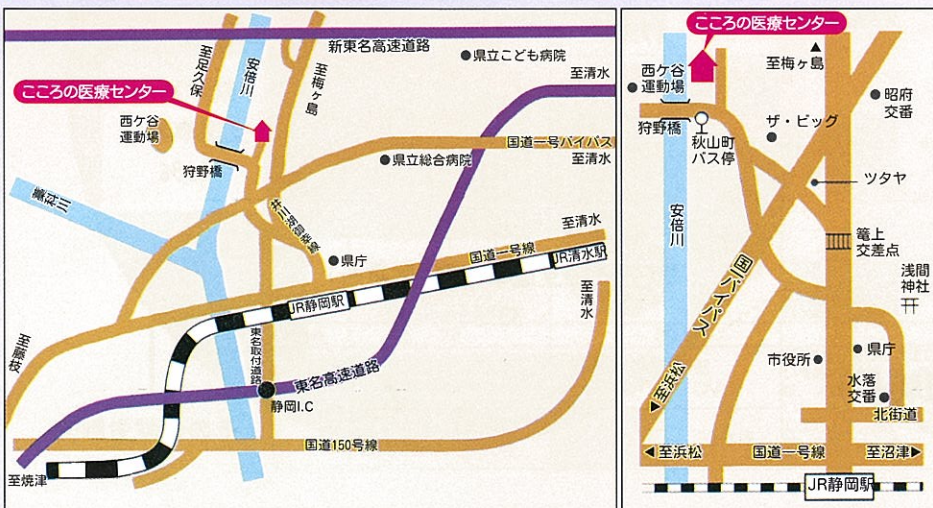 新東名高速道路
県立こども病院
至清水
至足久保
安倍川
至梅ヶ島
こころの医療センター
西ケ谷
運動場
狩野橋
国道一号バイパス
至清水
県立総合病院
藁科川
井川湖御幸線
県庁
至清水
国道一号線
JR清水駅
JR静岡駅
至清水
至藤枝
東名取付道路
東名高速道路
静岡I.C
国道150号線
至焼津
こころの医療センター
至梅ヶ島
西ケ谷
運動場
昭府
交番
狩野橋
秋山町
バス停
ザ・ビッグ
ツタヤ
安倍川
籠上
交差点
国一バイパス
浅間
神社
県庁
市役所
水落
交番
至浜松
北街道
至浜松
国道一号線
至沼津
JR静岡駅